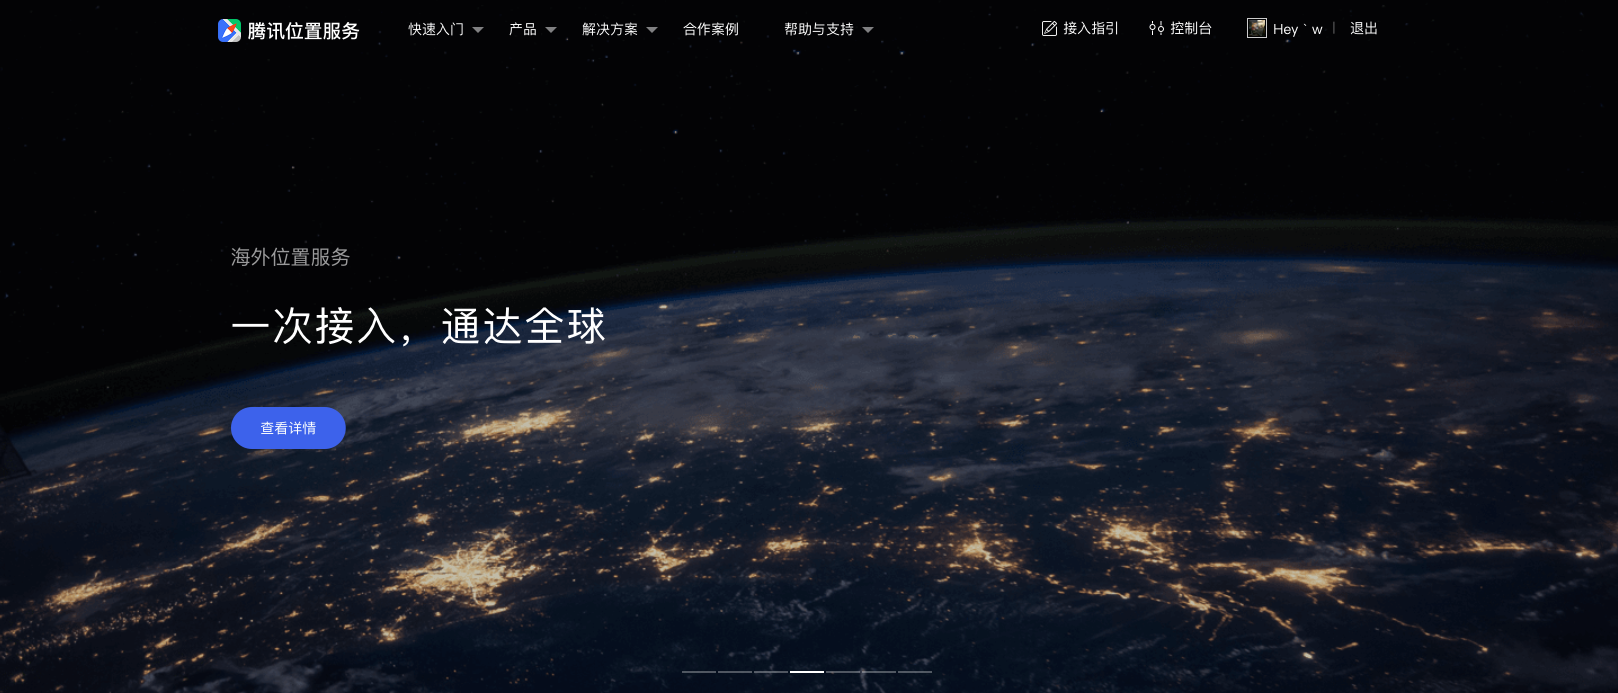 腾讯位置服务
快速入门
产品
解决方案
合作案例
帮助与支持
接入指引
控制台
Hey ` w
退出
海外位置服务
一次接入，通达全球
查看详情